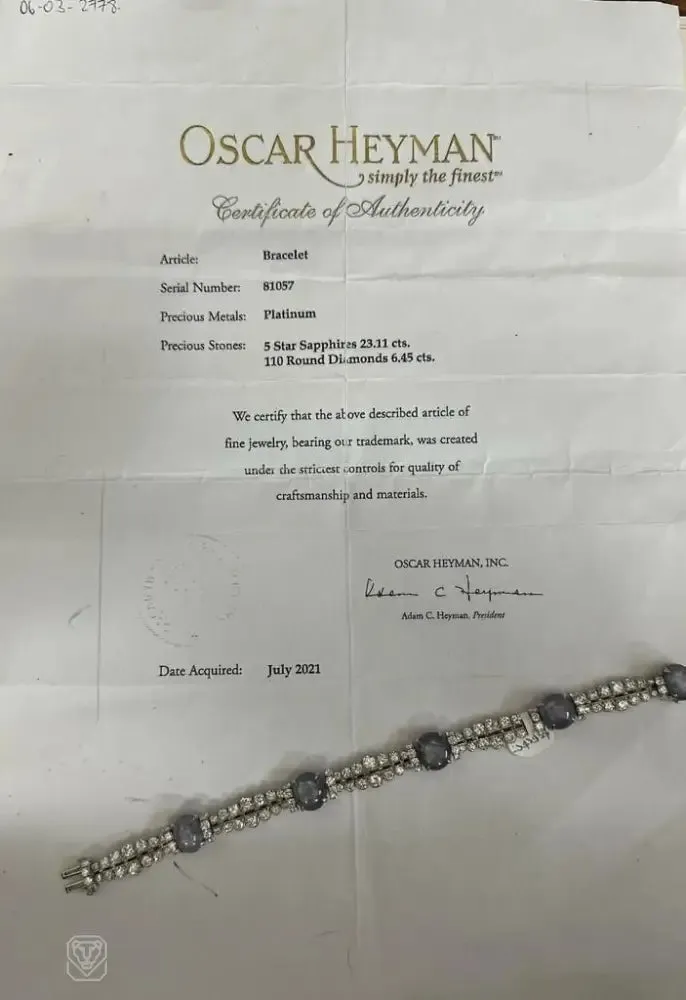 06-03-2778.
OSCAR HEYMAN™
simply the finest℠
Certificate of Authenticity
Article: Bracelet
Serial Number: 81057
Precious Metals: Platinum
Precious Stones: 5 Star Sapphires 23.11 cts.
110 Round Diamonds 6.45 cts.
We certify that the above described article of
fine jewelry, bearing our trademark, was created
under the strictest controls for quality of
craftsmanship and materials.
OSCAR HEYMAN, INC.
Adam C Heyman
Adam C. Heyman, President
Date Acquired: July 2021